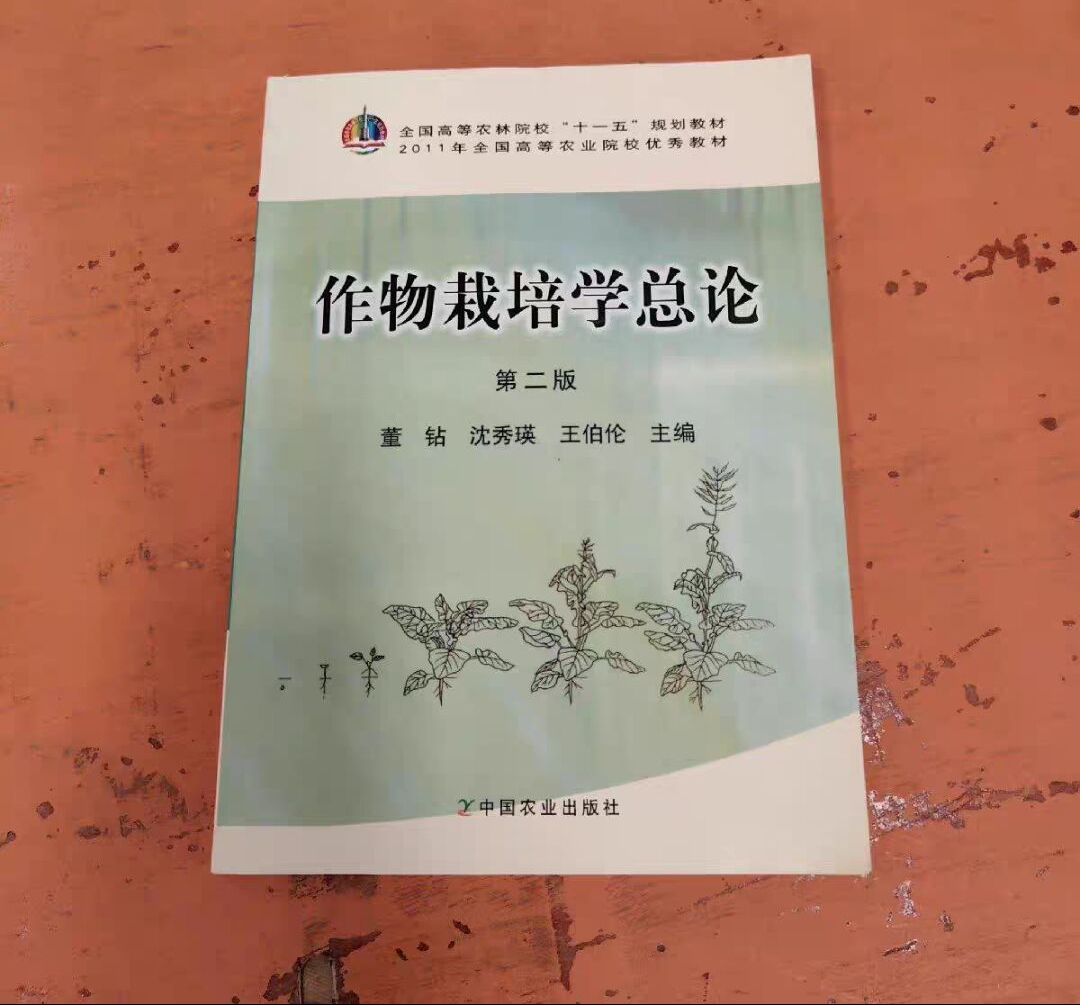 全国高等农林院校“十一五”规划教材
2011年全国高等农业院校优秀教材
作物栽培学总论
第二版
董 钻 沈秀瑛 王伯伦 主编
中国农业出版社